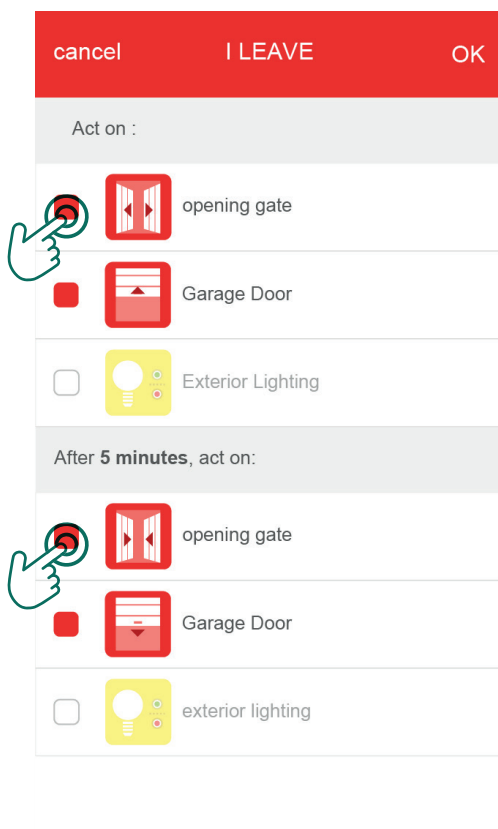 cancel I LEAVE OK
Act on :
opening gate
Garage Door
Exterior Lighting
After 5 minutes, act on:
opening gate
Garage Door
exterior lighting